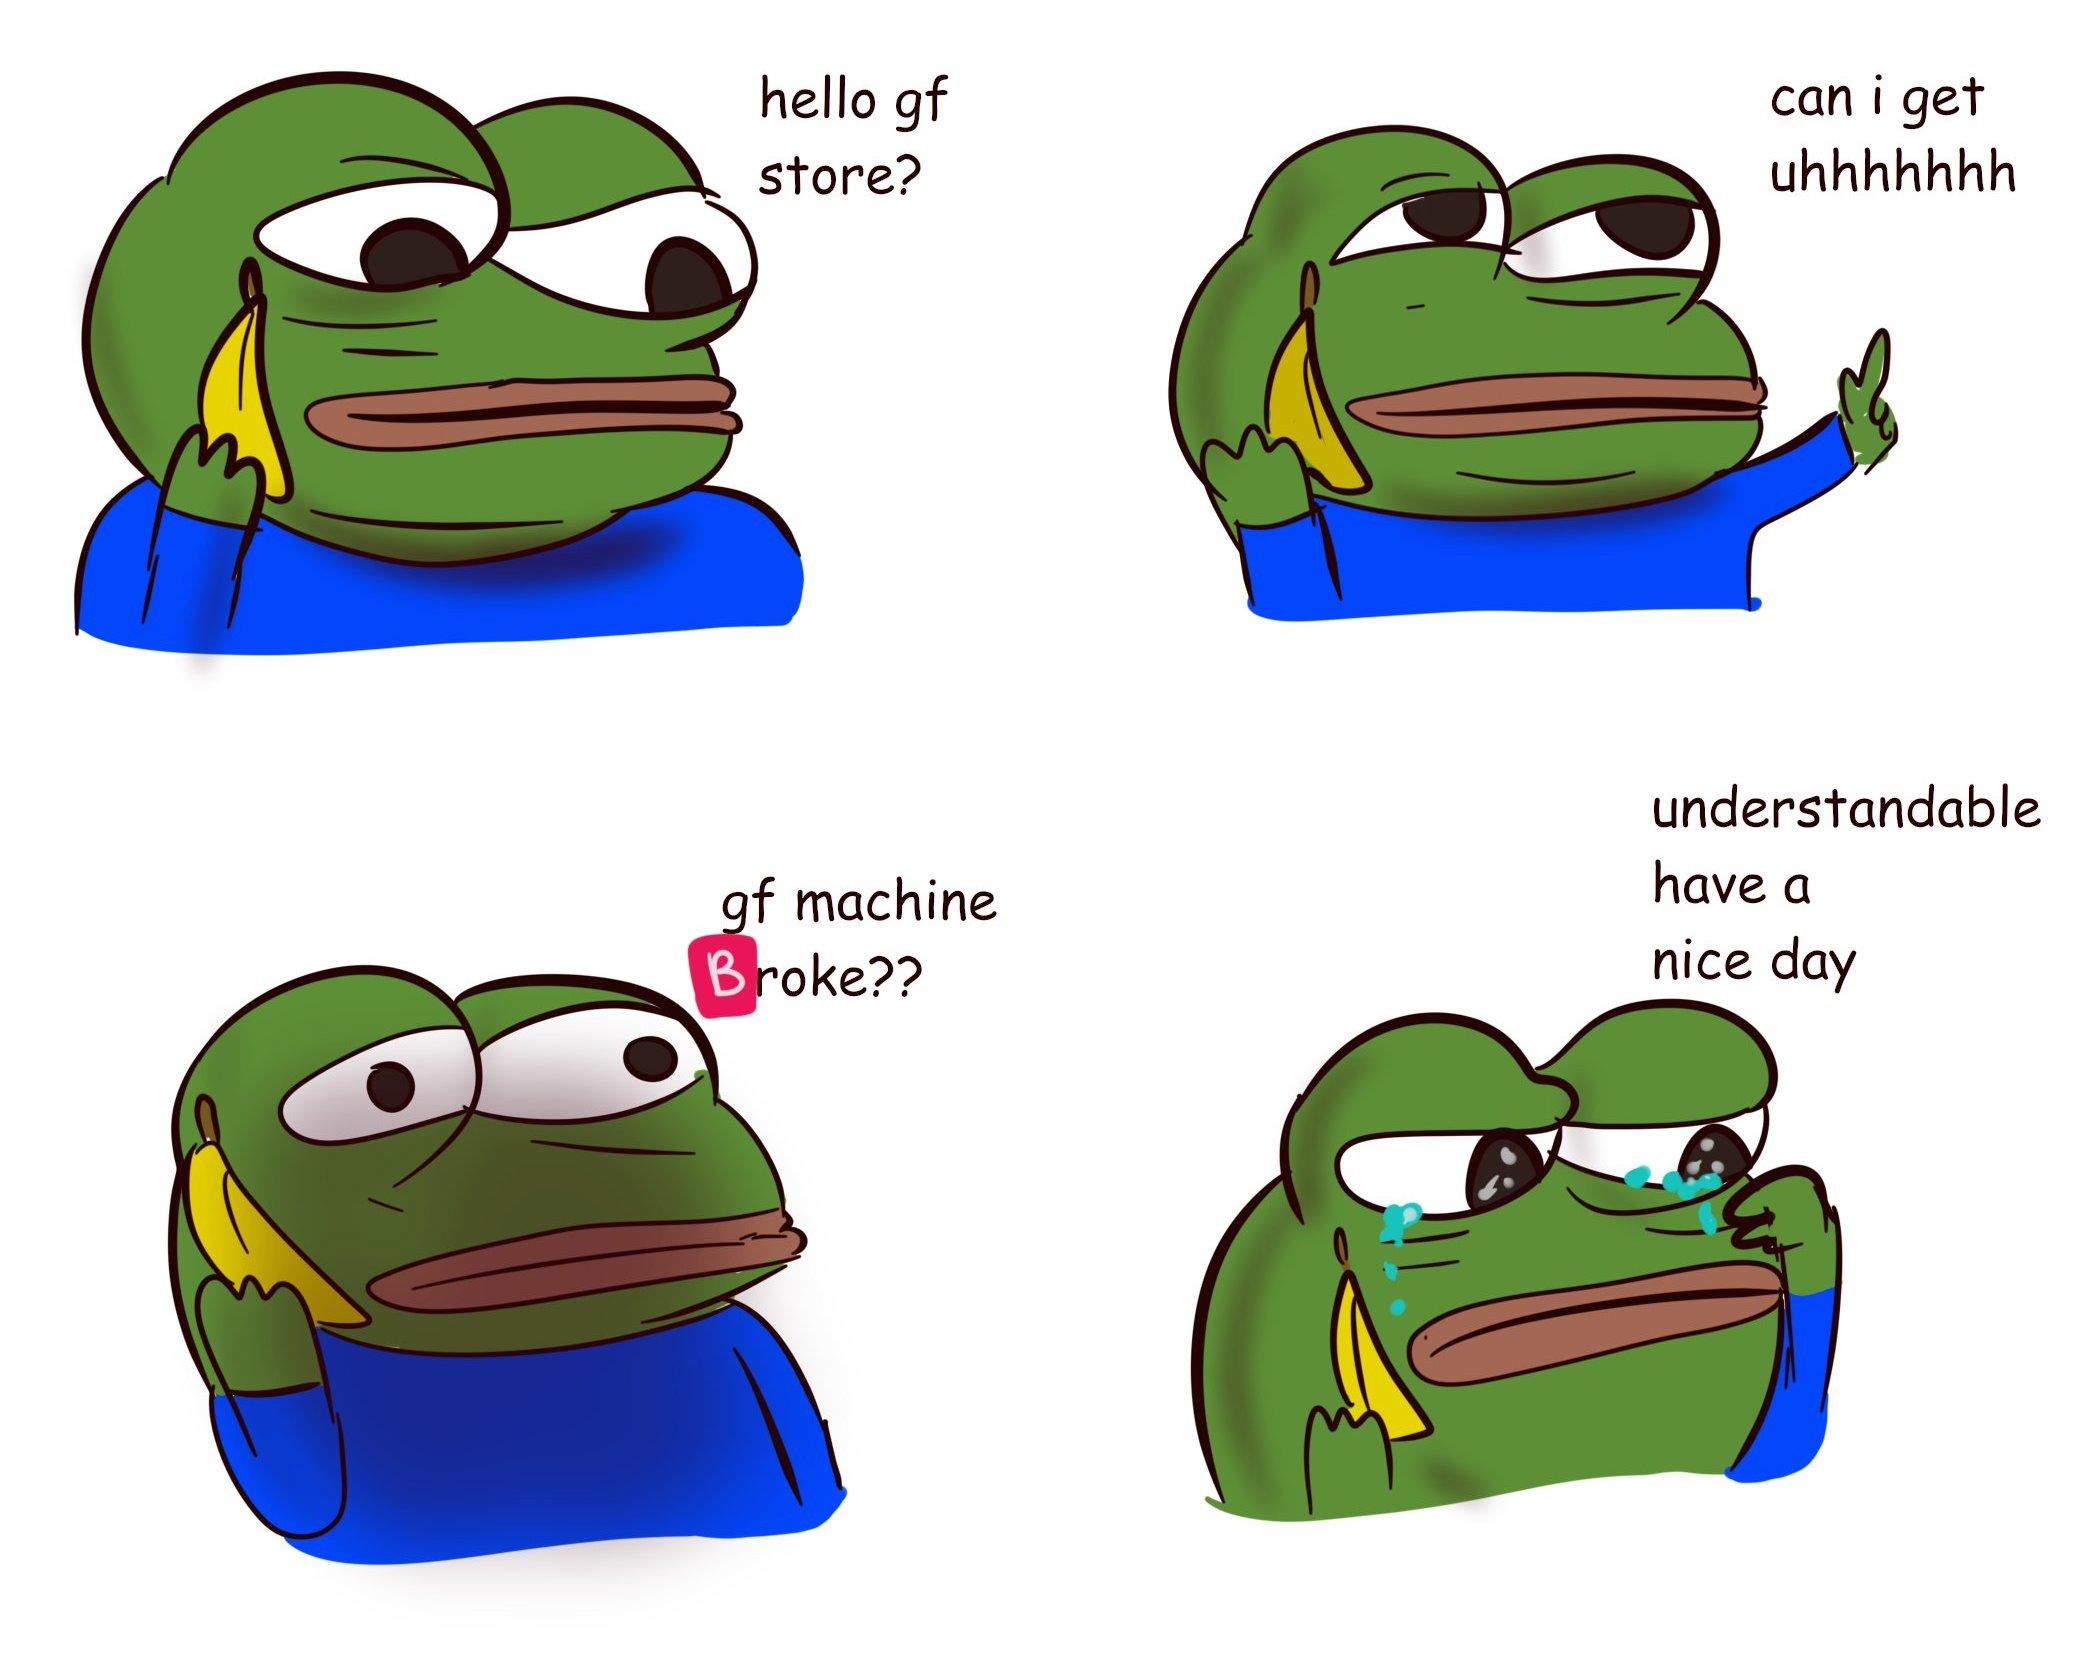 hello gf
store?
can i get
uhhhhhhh
gf machine
Broke??
understandable
have a
nice day